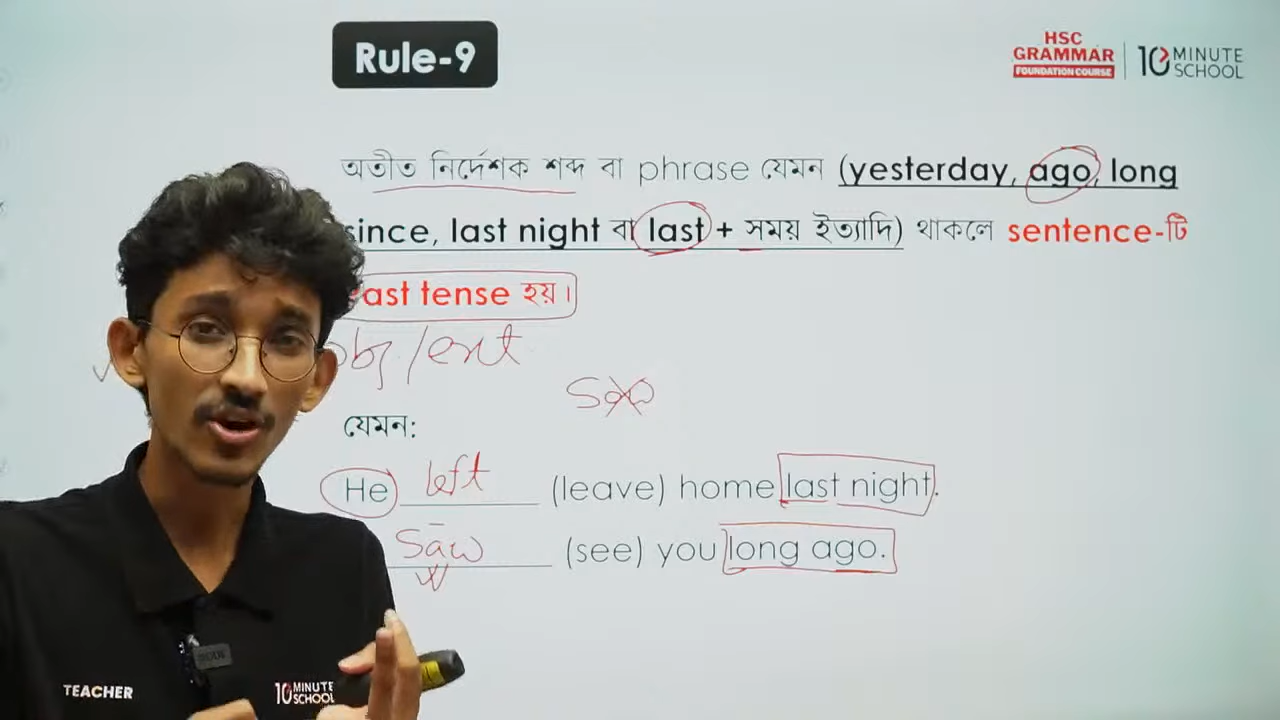 Rule-9
HSC
GRAMMAR
FOUNDATION COURSE
10 MINUTE
SCHOOL
অতীত নির্দেশক শব্দ বা phrase যেমন (yesterday, ago, long
since, last night বা last + সময় ইত্যাদি) থাকলে sentence-টি
ast tense হয়।
obj/ext
যেমন:
He left (leave) home last night.
saw (see) you long ago.
TEACHER
10 MINUTE
SCHOOL